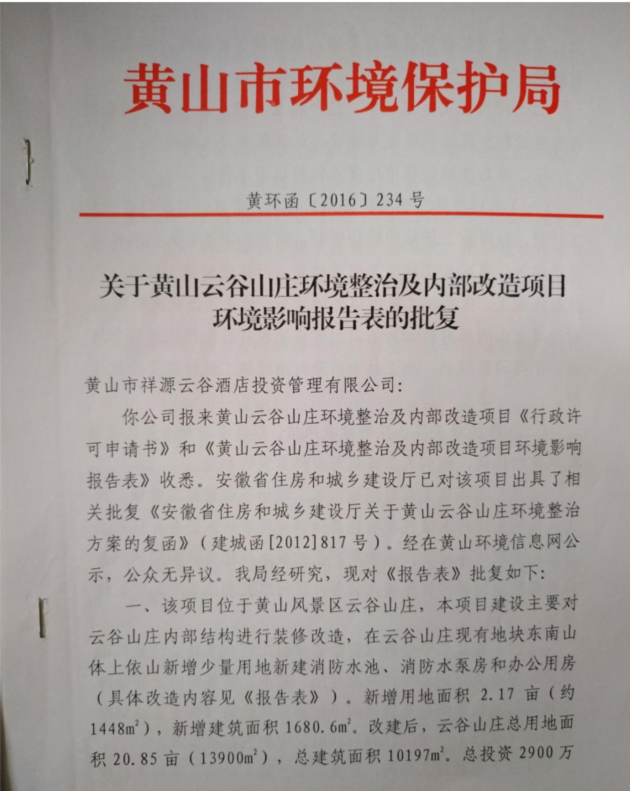 黄山市环境保护局
黄环函〔2016〕234 号
关于黄山云谷山庄环境整治及内部改造项目
环境影响报告表的批复
黄山市祥源云谷酒店投资管理有限公司：
你公司报来黄山云谷山庄环境整治及内部改造项目《行政许
可申请书》和《黄山云谷山庄环境整治及内部改造项目环境影响
报告表》收悉。安徽省住房和城乡建设厅已对该项目出具了相
关批复《安徽省住房和城乡建设厅关于黄山云谷山庄环境整治
方案的复函》（建城函[2012]817 号）。经在黄山环境信息网公
示，公众无异议。我局经研究，现对《报告表》批复如下：
一、该项目位于黄山风景区云谷山庄，本项目建设主要对
云谷山庄内部结构进行装修改造，在云谷山庄现有地块东南山
体上依山新增少量用地新建消防水池、消防水泵房和办公用房
（具体改造内容见《报告表》）。新增用地面积 2.17 亩（约
1448㎡），新增建筑面积 1680.6㎡。改建后，云谷山庄总用地面
积 20.85 亩（13900㎡），总建筑面积 10197㎡。总投资 2900 万